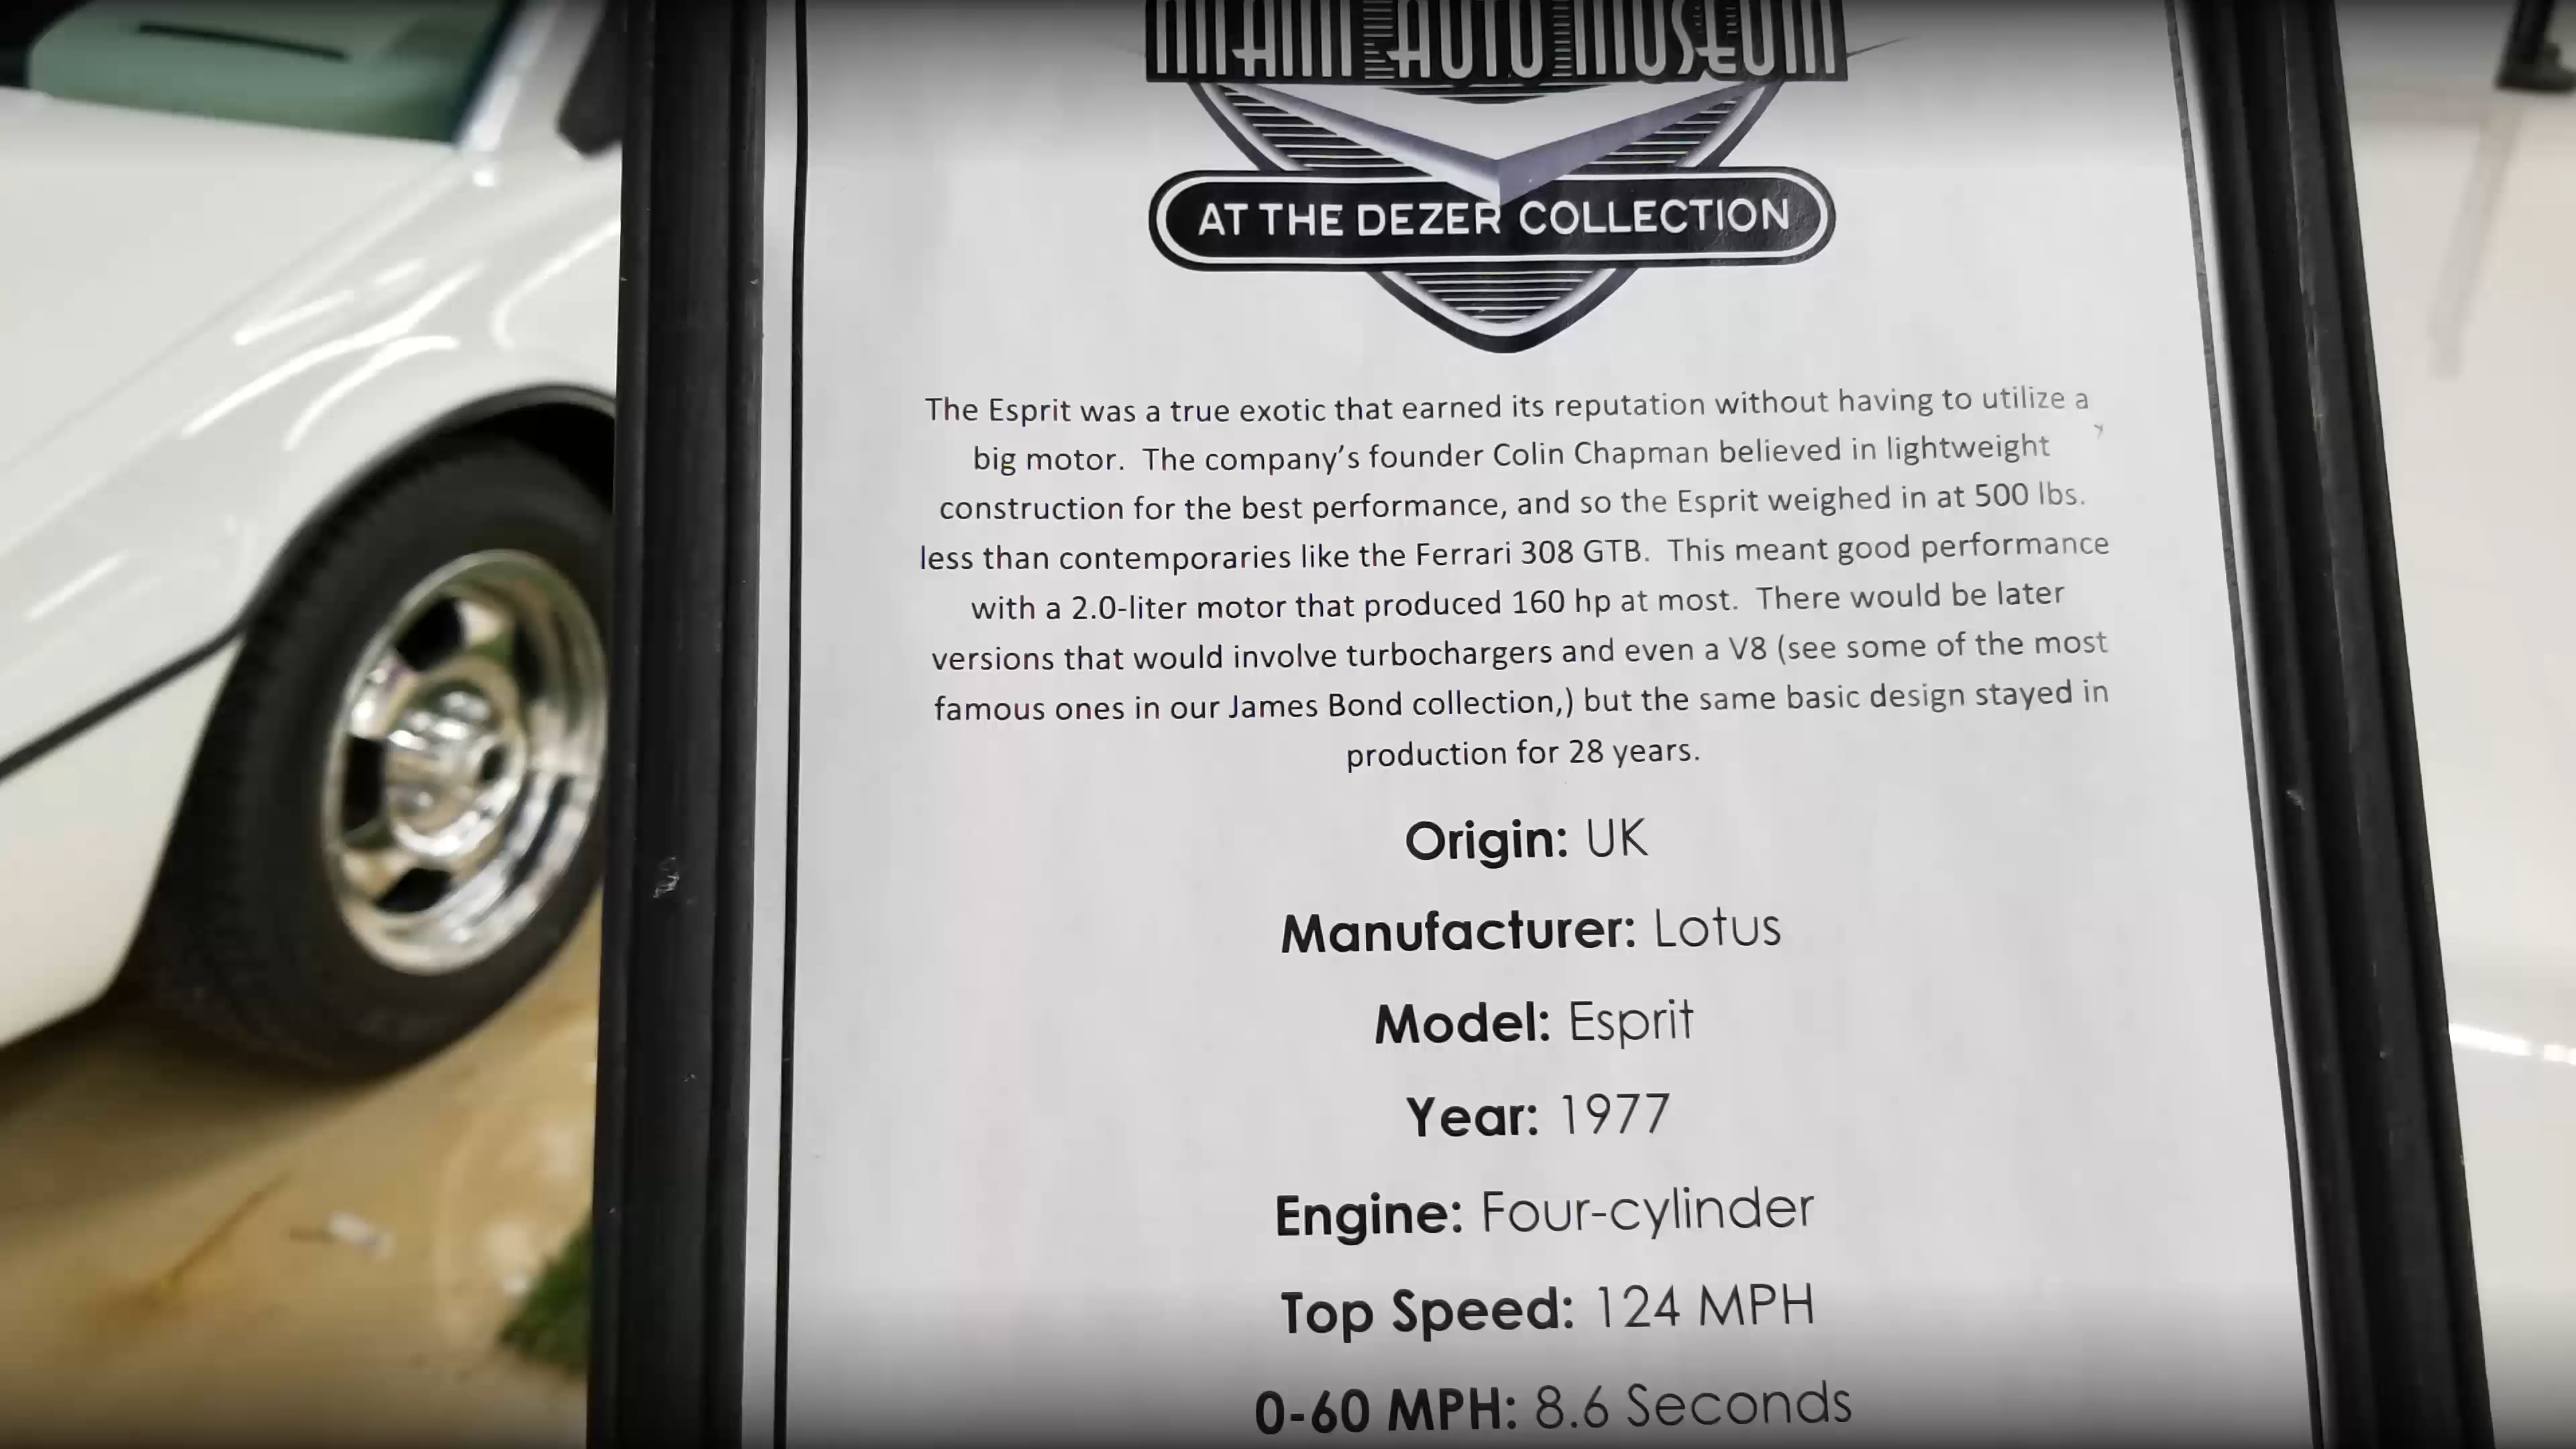 MIAMI AUTO MUSEUM
AT THE DEZER COLLECTION
The Esprit was a true exotic that earned its reputation without having to utilize a
big motor. The company's founder Colin Chapman believed in lightweight
construction for the best performance, and so the Esprit weighed in at 500 lbs.
less than contemporaries like the Ferrari 308 GTB. This meant good performance
with a 2.0-liter motor that produced 160 hp at most. There would be later
versions that would involve turbochargers and even a V8 (see some of the most
famous ones in our James Bond collection,) but the same basic design stayed in
production for 28 years.
Origin: UK
Manufacturer: Lotus
Model: Esprit
Year: 1977
Engine: Four-cylinder
Top Speed: 124 MPH
0-60 MPH: 8.6 Seconds